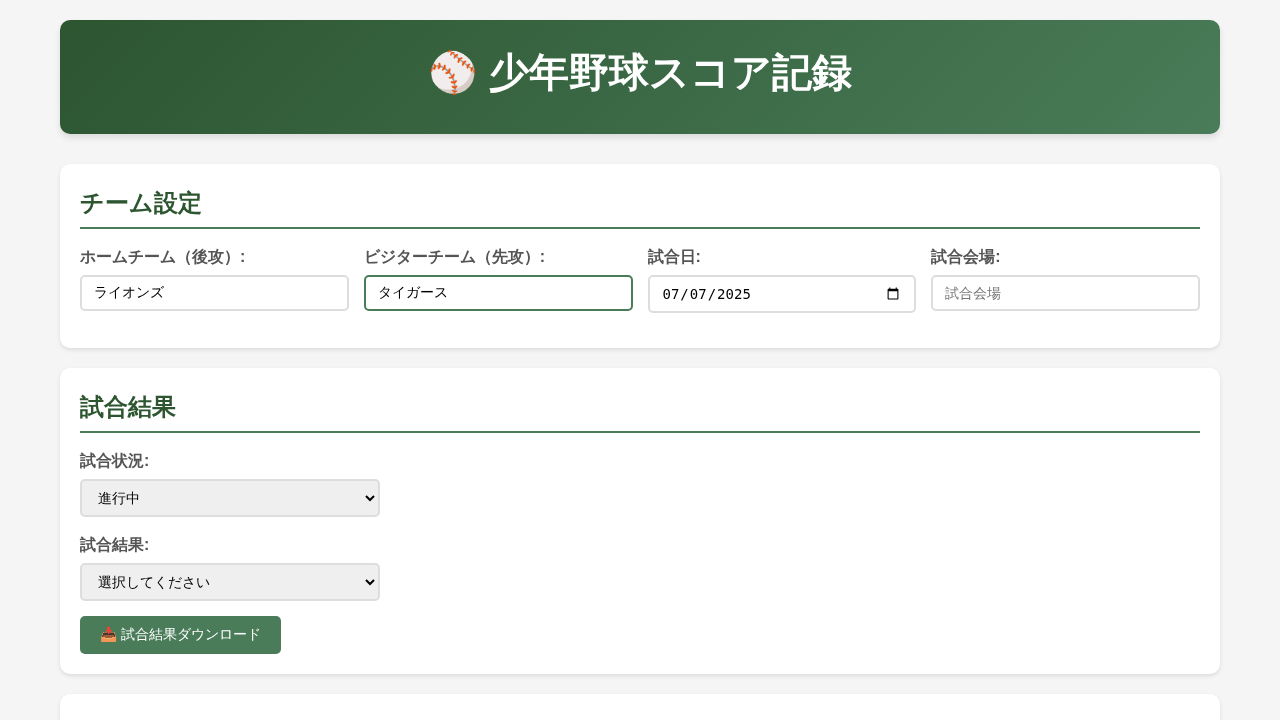 ⚾ 少年野球スコア記録
チーム設定
ホームチーム（後攻）:
ビジターチーム（先攻）:
試合日:
試合会場:
ライオンズ
タイガース
07/07/2025
試合会場
試合結果
試合状況:
進行中
試合結果:
選択してください
📥 試合結果ダウンロード